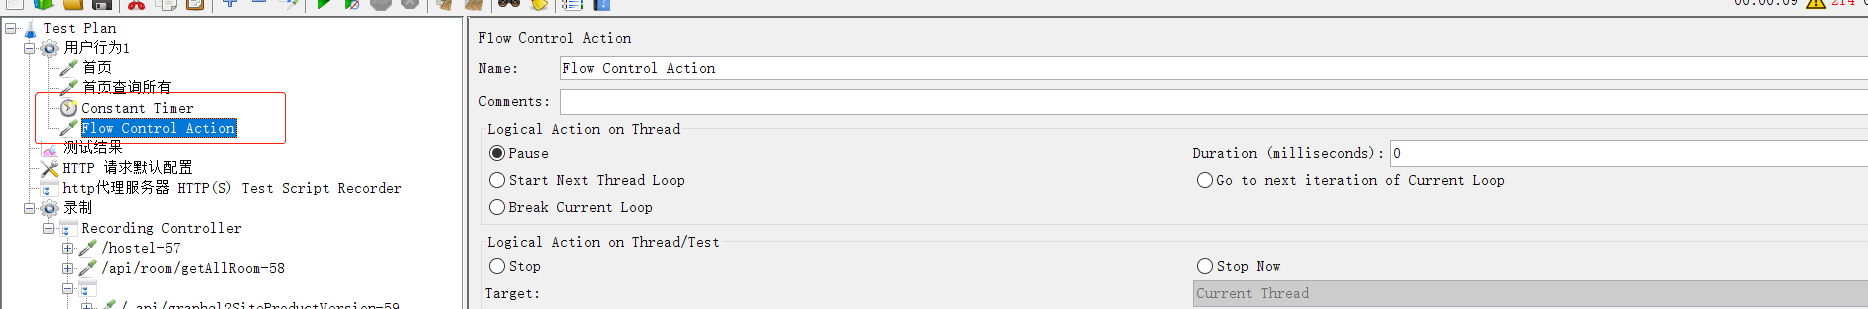 00:00:09
214
Test Plan
用户行为1
首页
首页查询所有
Constant Timer
Flow Control Action
测试结果
HTTP 请求默认配置
http代理服务器 HTTP(S) Test Script Recorder
录制
Recording Controller
/hostel-57
/api/room/getAllRoom-58
/_api/graphql?SiteProductVersion-59
Flow Control Action
Name: Flow Control Action
Comments:
Logical Action on Thread
Pause Duration (milliseconds): 0
Start Next Thread Loop Go to next iteration of Current Loop
Break Current Loop
Logical Action on Thread/Test
Stop Stop Now
Target: Current Thread